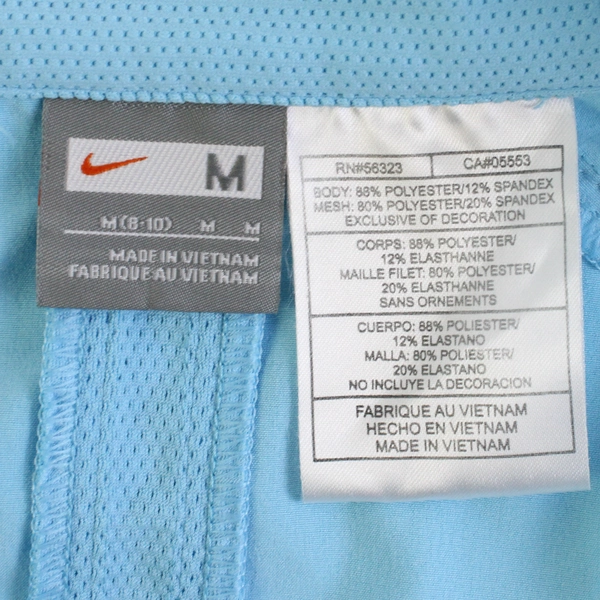 M
M(8-10) M M
MADE IN VIETNAM
FABRIQUE AU VIETNAM
RN#56323 CA#05553
BODY: 88% POLYESTER/12% SPANDEX
MESH: 80% POLYESTER/20% SPANDEX
EXCLUSIVE OF DECORATION
CORPS: 88% POLYESTER/
12% ELASTHANNE
MAILLE FILET: 80% POLYESTER/
20% ELASTHANNE
SANS ORNEMENTS
CUERPO: 88% POLIESTER/
12% ELASTANO
MALLA: 80% POLIESTER/
20% ELASTANO
NO INCLUYE LA DECORACIÓN
FABRIQUE AU VIETNAM
HECHO EN VIETNAM
MADE IN VIETNAM